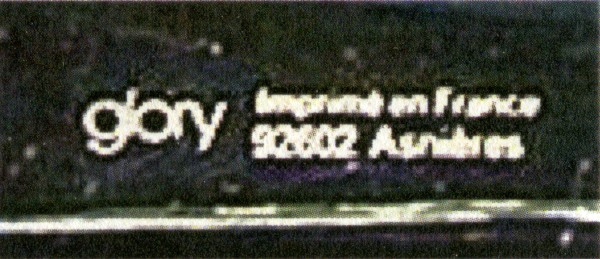 glory
Imprimé en France
92602 Asnières